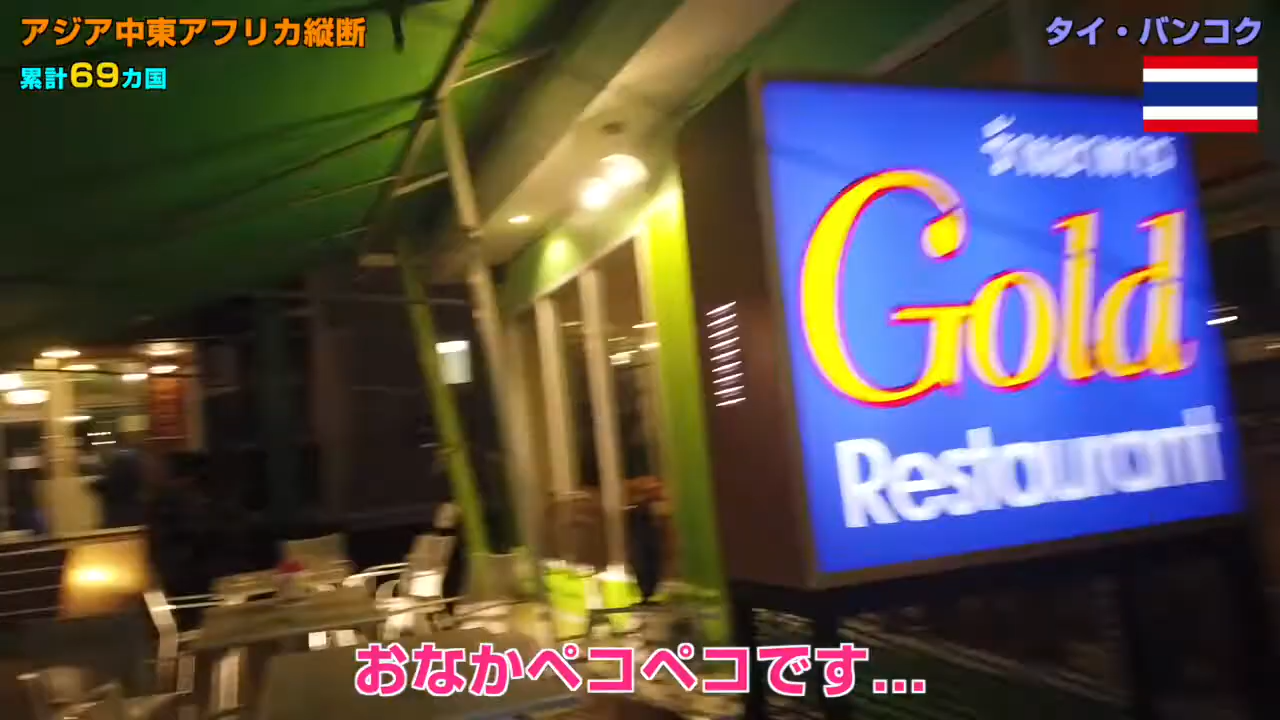 アジア中東アフリカ縦断
タイ・バンコク
累計69カ国
Gold
Restaurant
おなかペコペコです...